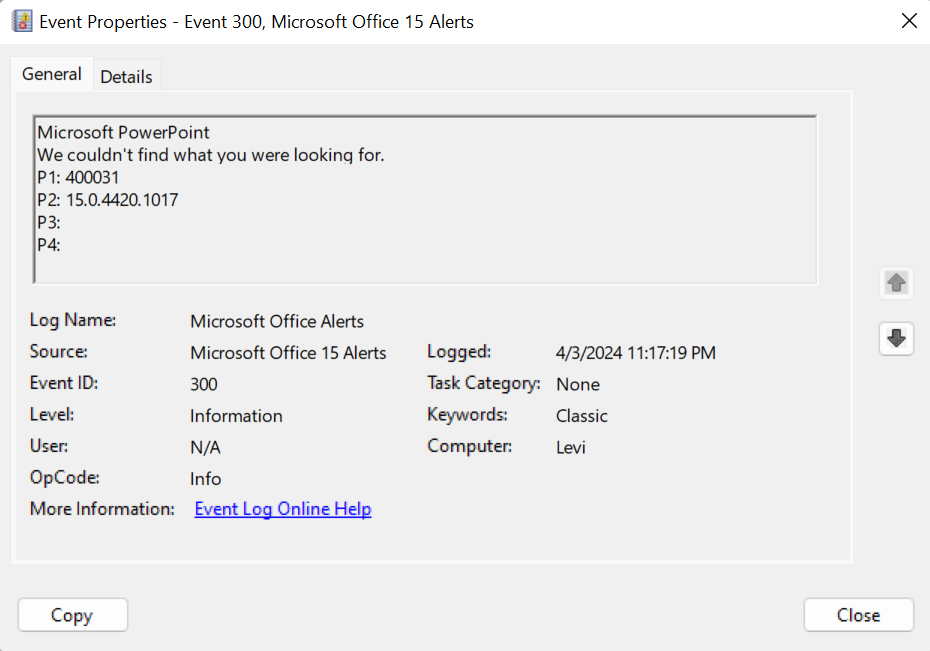 Event Properties - Event 300, Microsoft Office 15 Alerts
General Details
Microsoft PowerPoint
We couldn't find what you were looking for.
P1: 400031
P2: 15.0.4420.1017
P3:
P4:
Log Name: Microsoft Office Alerts
Source: Microsoft Office 15 Alerts Logged: 4/3/2024 11:17:19 PM
Event ID: 300 Task Category: None
Level: Information Keywords: Classic
User: N/A Computer: Levi
OpCode: Info
More Information: Event Log Online Help
Copy Close